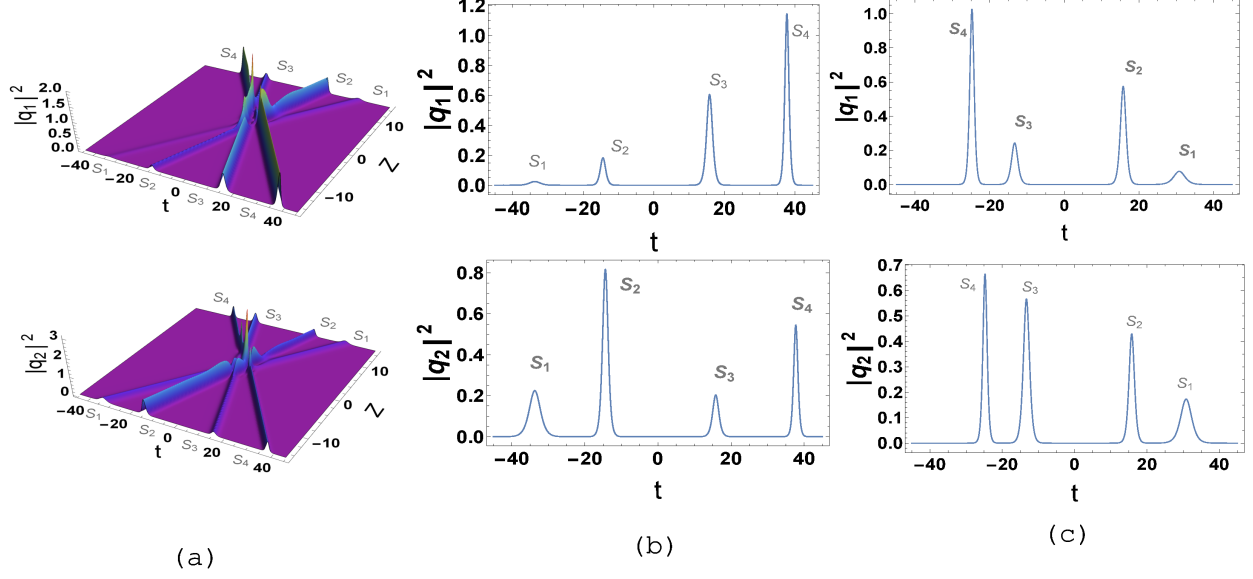 S4
S3
S2
S1
|q1|^2
2.0
1.5
1.0
0.5
0.0
−40
S1
−20
S2
0
S3
20
S4
40
t
−10
0
10
Z
|q1|^2
1.2
1.0
0.8
0.6
0.4
0.2
0.0
S1
S2
S3
S4
−40 −20 0 20 40
t
|q1|^2
1.0
0.8
0.6
0.4
0.2
0.0
S4
S3
S2
S1
−40 −20 0 20 40
t
S4
S3
S2
S1
|q2|^2
3
2
1
0
−40
S1
−20
S2
0
S3
20
S4
40
t
−10
0
10
Z
|q2|^2
0.8
0.6
0.4
0.2
0.0
S1
S2
S3
S4
−40 −20 0 20 40
t
|q2|^2
0.7
0.6
0.5
0.4
0.3
0.2
0.1
0.0
S4
S3
S2
S1
−40 −20 0 20 40
t
(a)
(b)
(c)